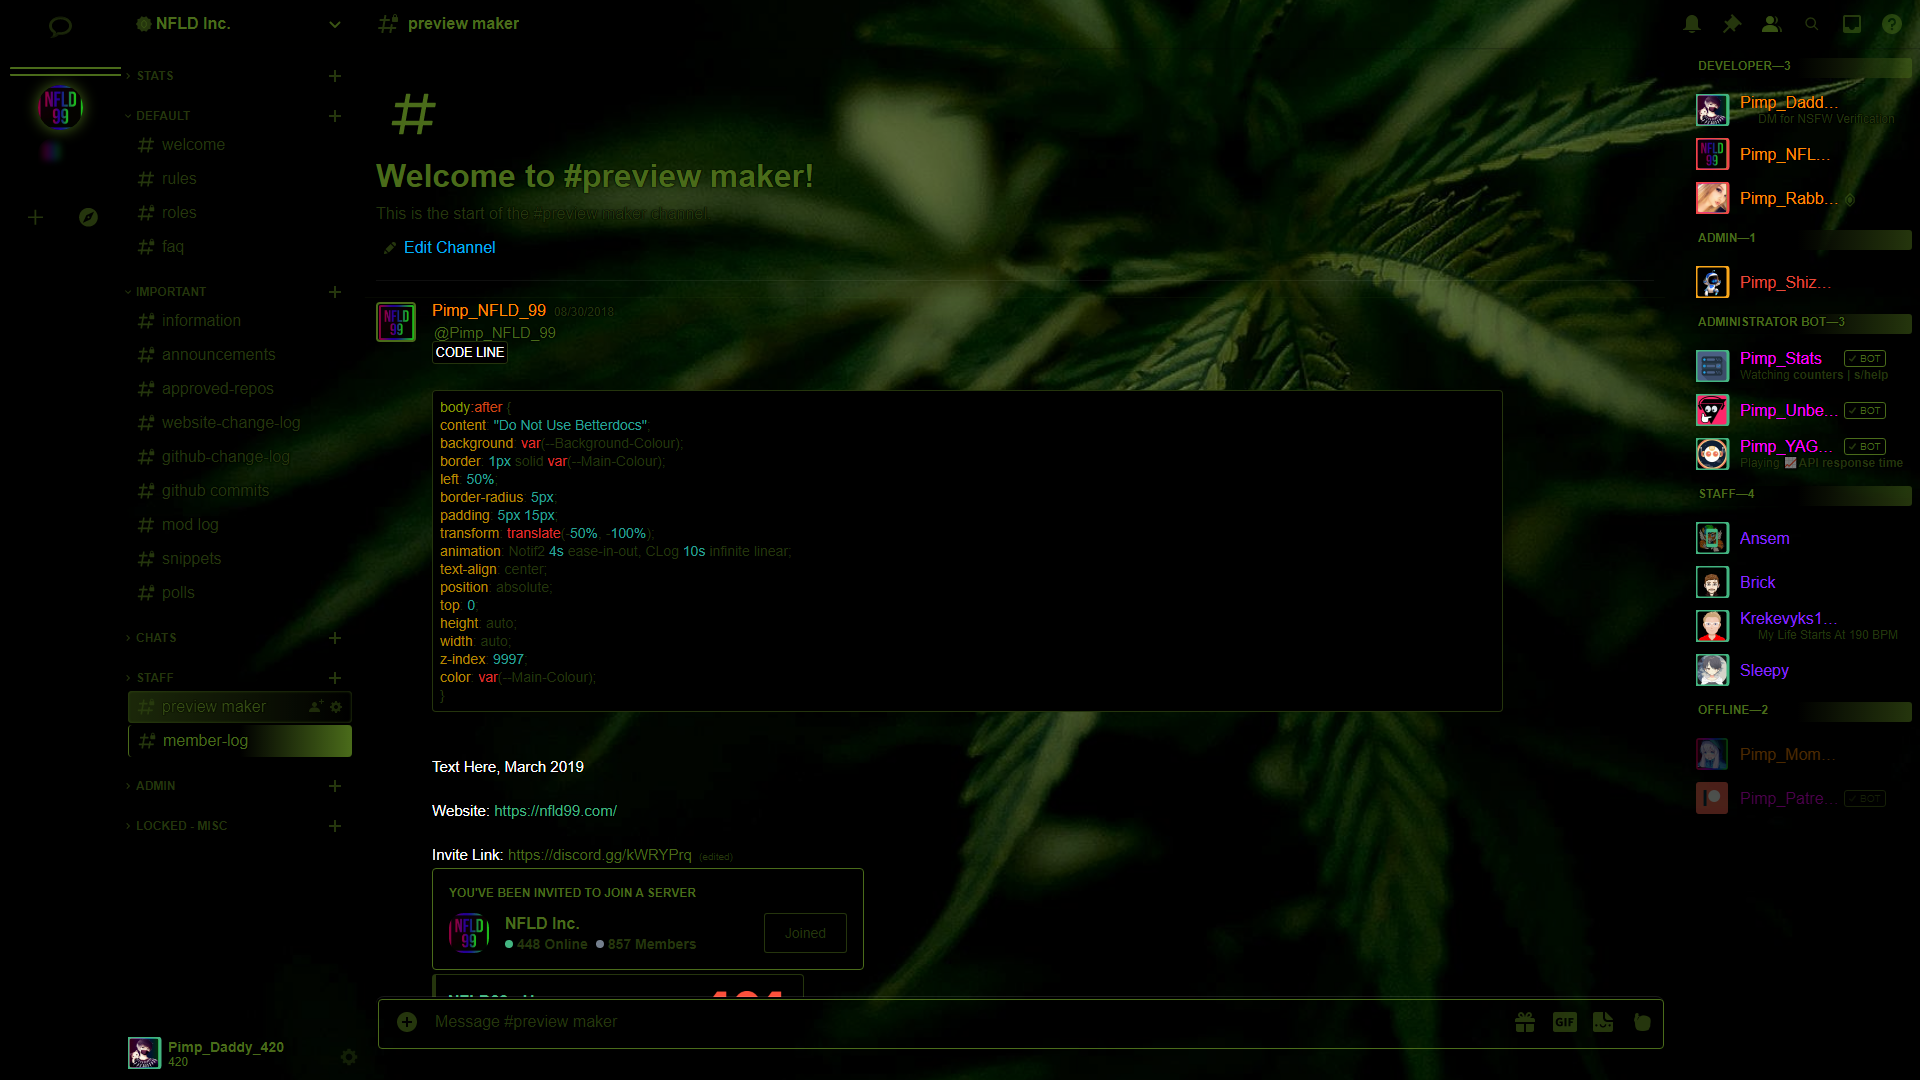 NFLD Inc.
STATS
DEFAULT
welcome
rules
roles
faq
IMPORTANT
information
announcements
approved-repos
website-change-log
github-change-log
github commits
mod log
snippets
polls
CHATS
STAFF
preview maker
member-log
ADMIN
LOCKED - MISC
Pimp_Daddy_420
420
NFLD
99
preview maker
Welcome to #preview maker!
This is the start of the #preview maker channel.
Edit Channel
Pimp_NFLD_99 08/30/2018
@Pimp_NFLD_99
CODE LINE
body:after {
content: "Do Not Use Betterdocs";
background: var(--Background-Colour);
border: 1px solid var(--Main-Colour);
left: 50%;
border-radius: 5px;
padding: 5px 15px;
transform: translate(-50%, -100%);
animation: Notif2 4s ease-in-out, CLog 10s infinite linear;
text-align: center;
position: absolute;
top: 0;
height: auto;
width: auto;
z-index: 9997;
color: var(--Main-Colour);
}
Text Here, March 2019
Website: https://nfld99.com/
Invite Link: https://discord.gg/kWRYPrq (edited)
YOU'VE BEEN INVITED TO JOIN A SERVER
NFLD Inc.
448 Online 857 Members
Joined
Message #preview maker
GIF
DEVELOPER—3
Pimp_Dadd...
DM for NSFW Verification
Pimp_NFL...
Pimp_Rabb...
ADMIN—1
Pimp_Shiz...
ADMINISTRATOR BOT—3
Pimp_Stats ✓ BOT
Watching counters | s/help
Pimp_Unbe... ✓ BOT
Pimp_YAG... ✓ BOT
Playing 📈 API response time
STAFF—4
Ansem
Brick
Krekevyks1...
My Life Starts At 190 BPM
Sleepy
OFFLINE—2
Pimp_Mom...
Pimp_Patre... ✓ BOT